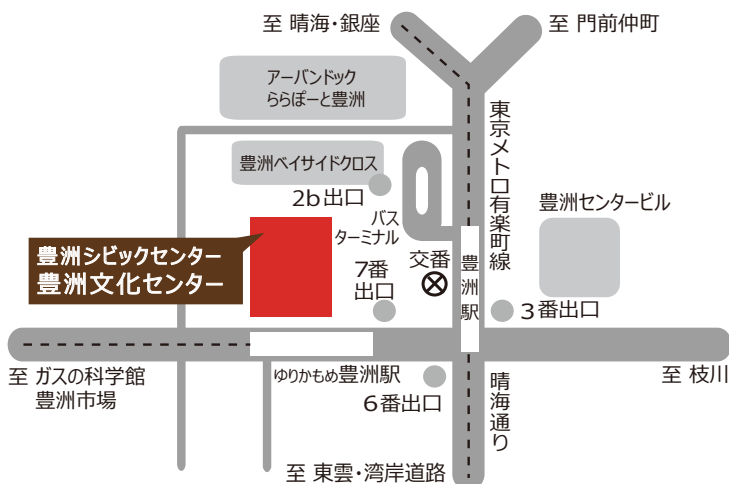 至 晴海・銀座
至 門前仲町
アーバンドック
ららぽーと豊洲
東京メトロ有楽町線
豊洲ベイサイドクロス
2b出口
バス
ターミナル
豊洲センタービル
豊洲シビックセンター
豊洲文化センター
7番
出口
交番
豊洲駅
3番出口
至 ガスの科学館
豊洲市場
ゆりかもめ豊洲駅
6番出口
晴海通り
至 枝川
至 東雲・湾岸道路